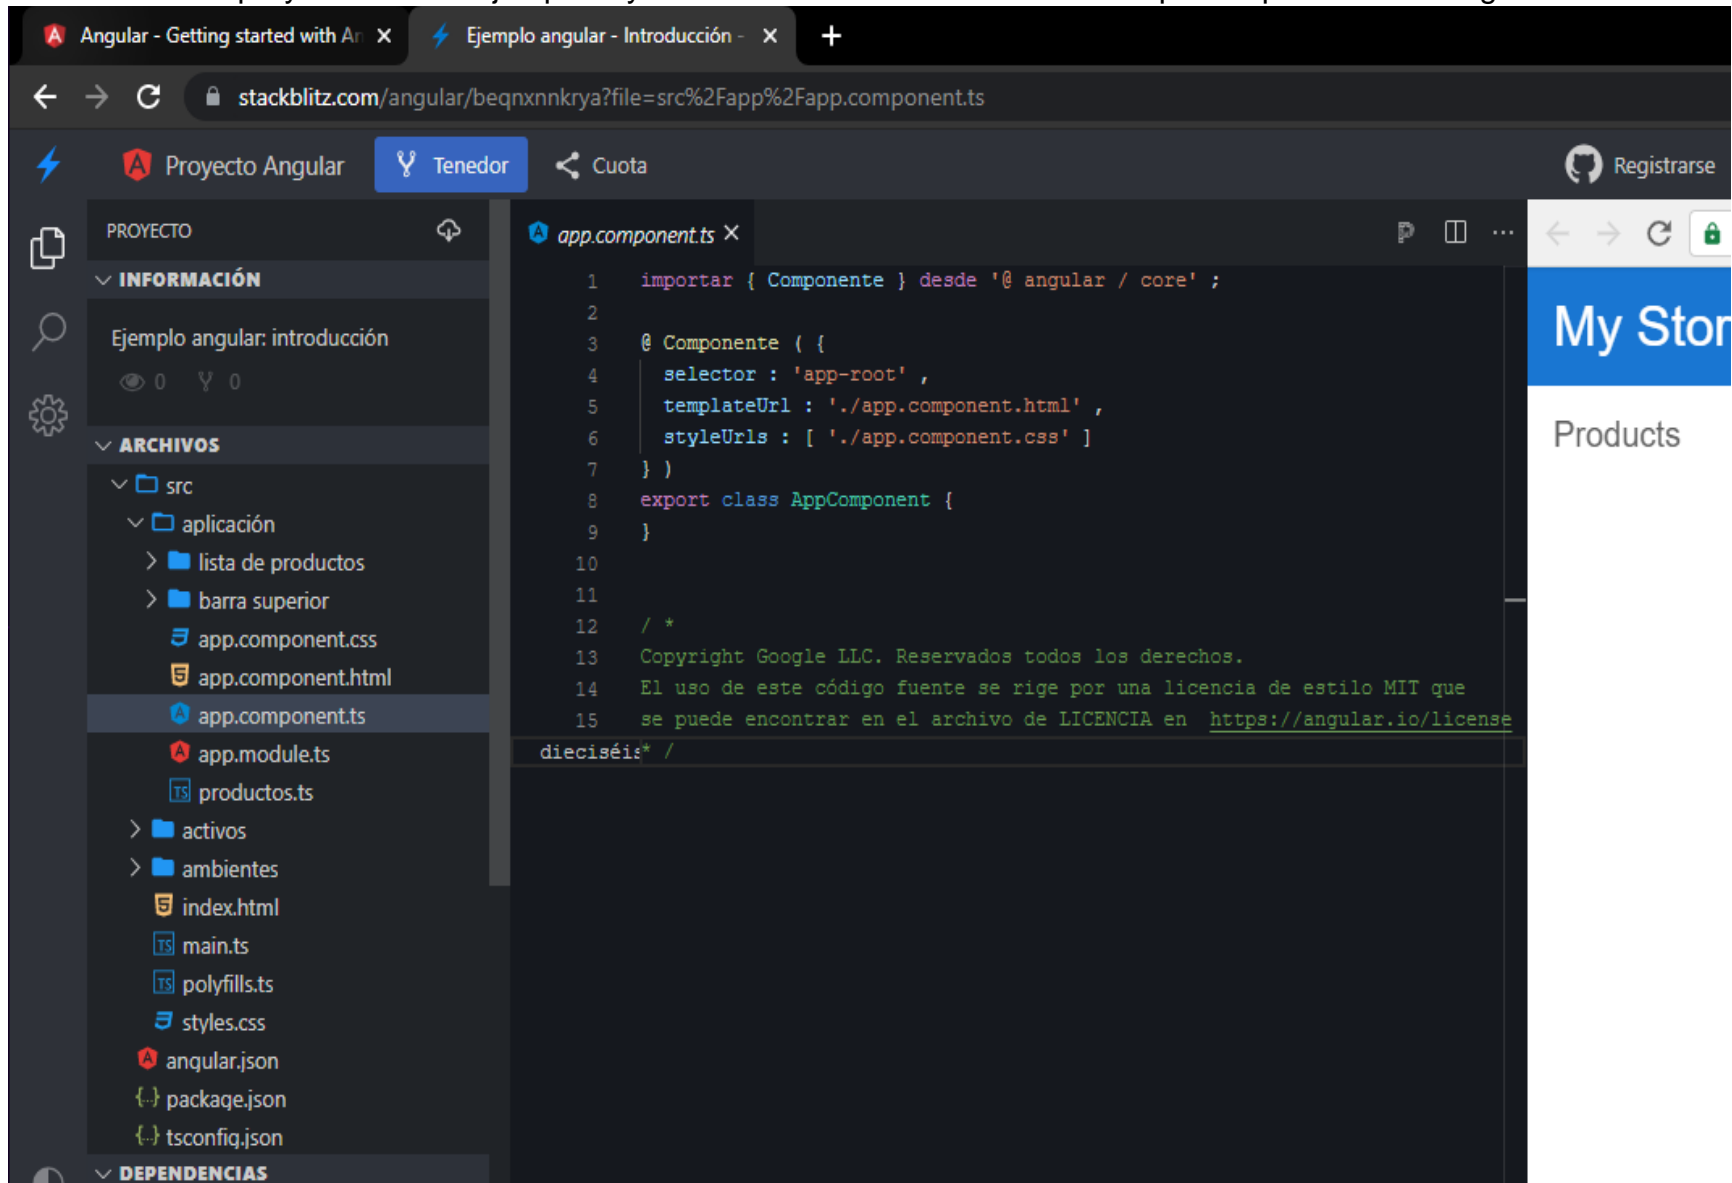 Angular - Getting started with An
Ejemplo angular - Introducción -
stackblitz.com/angular/beqnxnnkrya?file=src%2Fapp%2Fapp.component.ts
Proyecto Angular
Tenedor
Cuota
Registrarse
PROYECTO
INFORMACIÓN
Ejemplo angular: introducción
0 0
ARCHIVOS
src
aplicación
lista de productos
barra superior
app.component.css
app.component.html
app.component.ts
app.module.ts
productos.ts
activos
ambientes
index.html
main.ts
polyfills.ts
styles.css
angular.json
package.json
tsconfig.json
DEPENDENCIAS
app.component.ts
1 importar { Componente } desde '@ angular / core' ;
2
3 @ Componente ( {
4 selector : 'app-root' ,
5 templateUrl : './app.component.html' ,
6 styleUrls : [ './app.component.css' ]
7 } )
8 export class AppComponent {
9 }
10
11
12 / *
13 Copyright Google LLC. Reservados todos los derechos.
14 El uso de este código fuente se rige por una licencia de estilo MIT que
15 se puede encontrar en el archivo de LICENCIA en https://angular.io/license
dieciséis* /
My Stor
Products